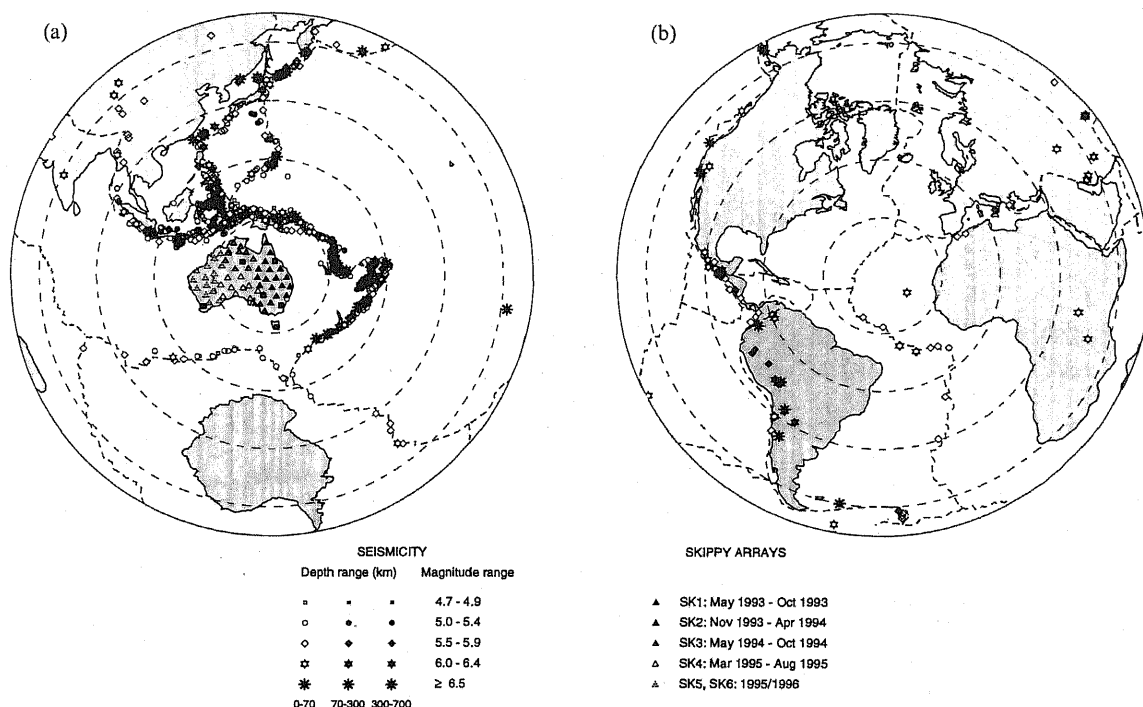 (a)
(b)
SEISMICITY
Depth range (km) Magnitude range
4.7 - 4.9
5.0 - 5.4
5.5 - 5.9
6.0 - 6.4
≥ 6.5
0-70 70-300 300-700
SKIPPY ARRAYS
SK1: May 1993 - Oct 1993
SK2: Nov 1993 - Apr 1994
SK3: May 1994 - Oct 1994
SK4: Mar 1995 - Aug 1995
SK5, SK6: 1995/1996